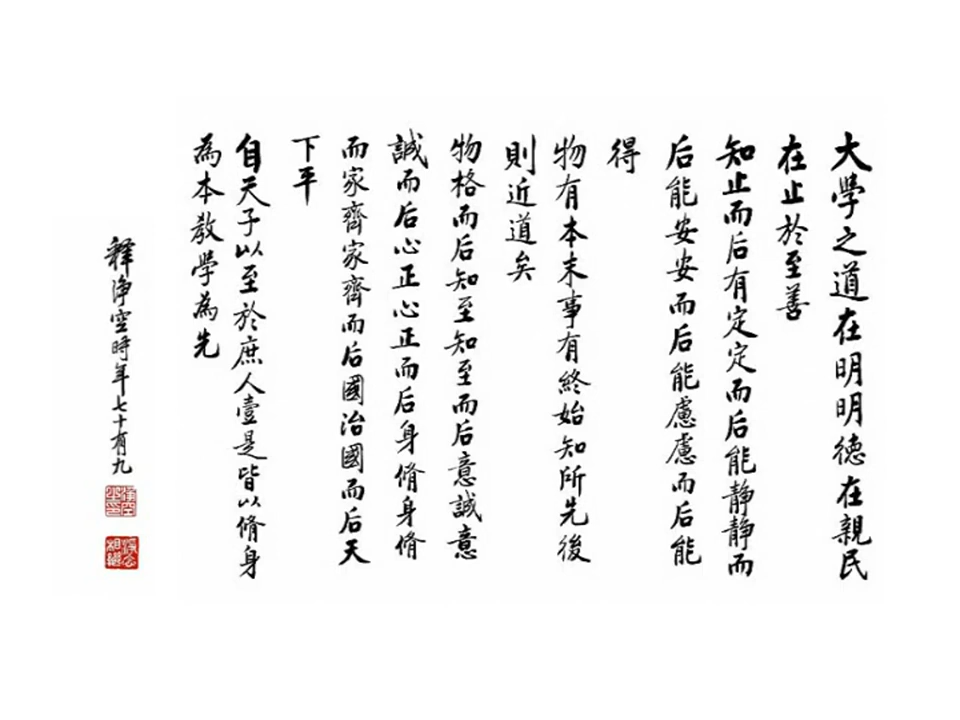 大學之道在明明德在親民
在止於至善
知止而后有定定而后能靜靜而
后能安安而后能慮慮而后能
得
物有本末事有終始知所先後
則近道矣
物格而后知至知至而后意誠意
誠而后心正心正而后身脩身脩
而家齊家齊而后國治國而后天
下平
自天子以至於庶人壹是皆以脩身
為本教學為先
釋淨空時年七十有九